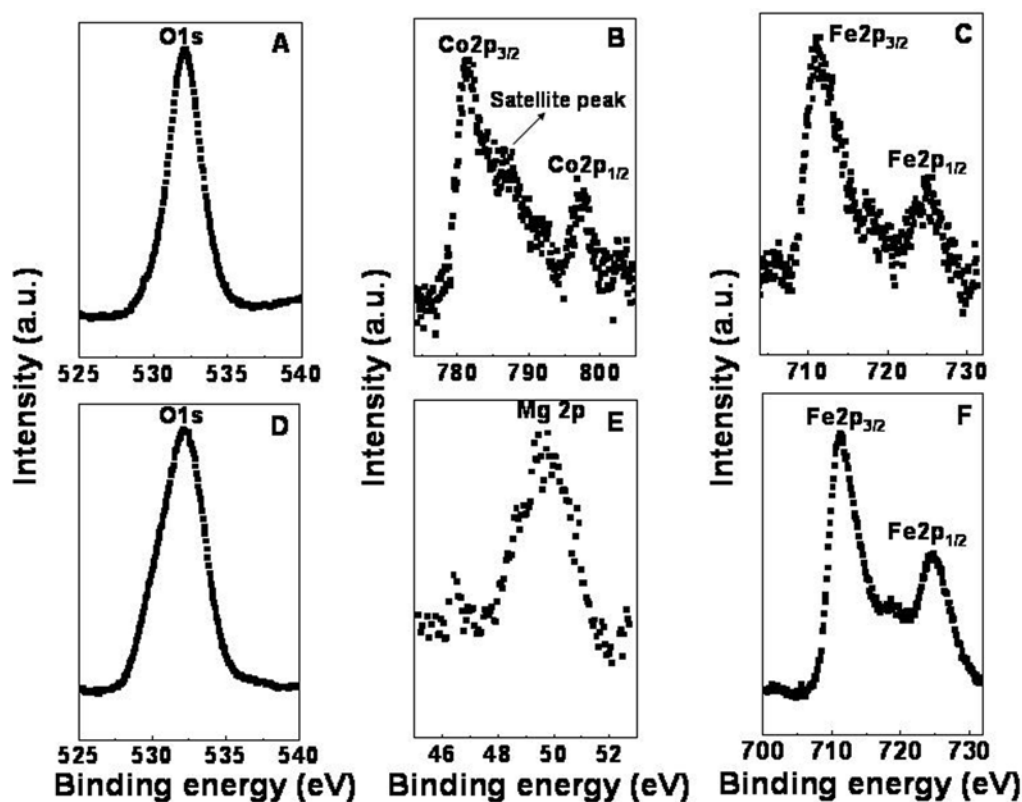 O1s A
Intensity (a.u.)
525 530 535 540
Co2p3/2 B
Satellite peak
Co2p1/2
Intensity (a.u.)
780 790 800
Fe2p3/2 C
Fe2p1/2
Intensity (a.u.)
710 720 730
O1s D
525 530 535 540
Binding energy (eV)
Mg 2p E
46 48 50 52
Binding energy (eV)
Fe2p3/2 F
Fe2p1/2
700 710 720 730
Binding energy (eV)